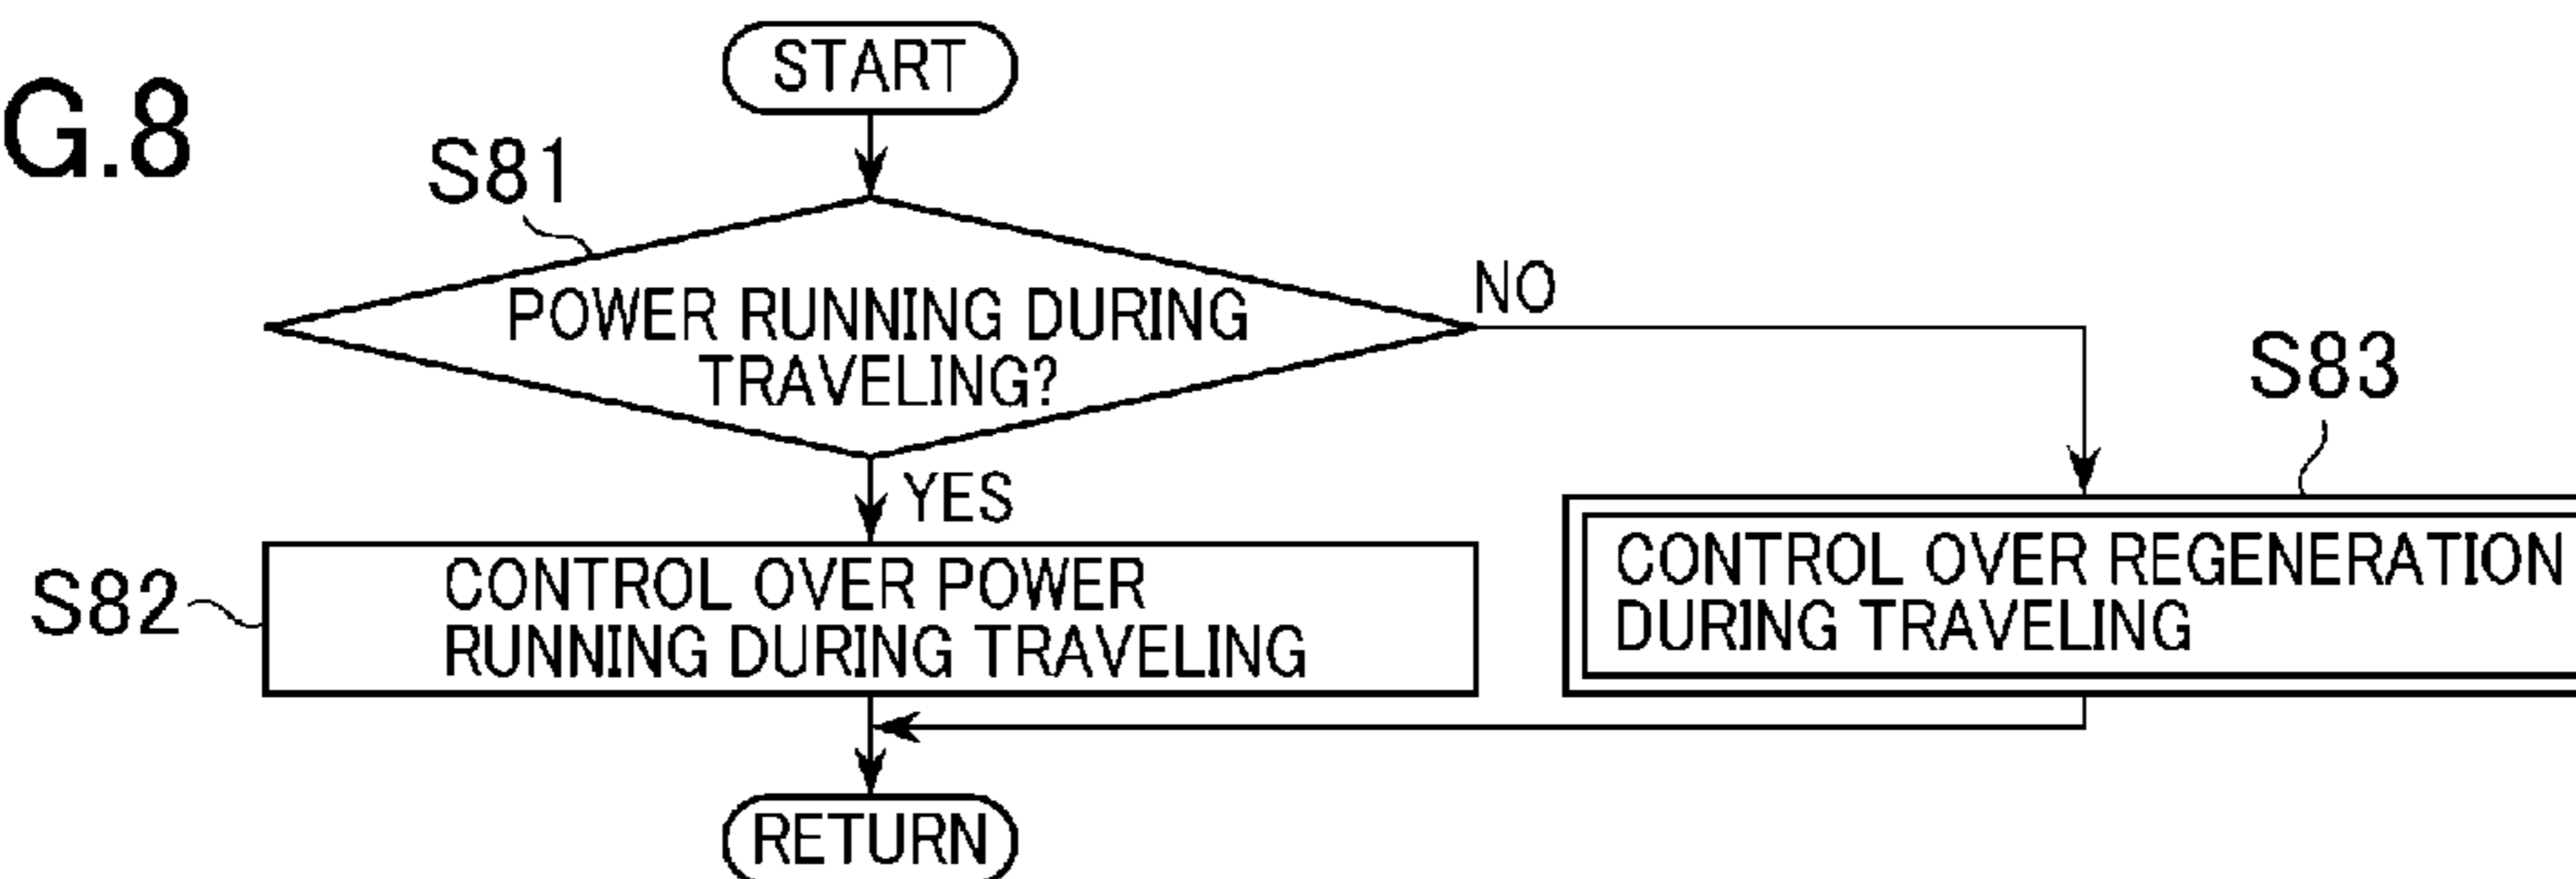 G.8
START
S81
POWER RUNNING DURING
TRAVELING?
NO
YES
S83
S82
CONTROL OVER POWER
RUNNING DURING TRAVELING
CONTROL OVER REGENERATION
DURING TRAVELING
RETURN